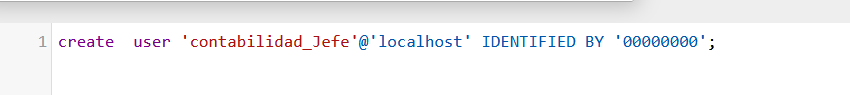 1 create  user 'contabilidad_Jefe'@'localhost' IDENTIFIED BY '00000000';